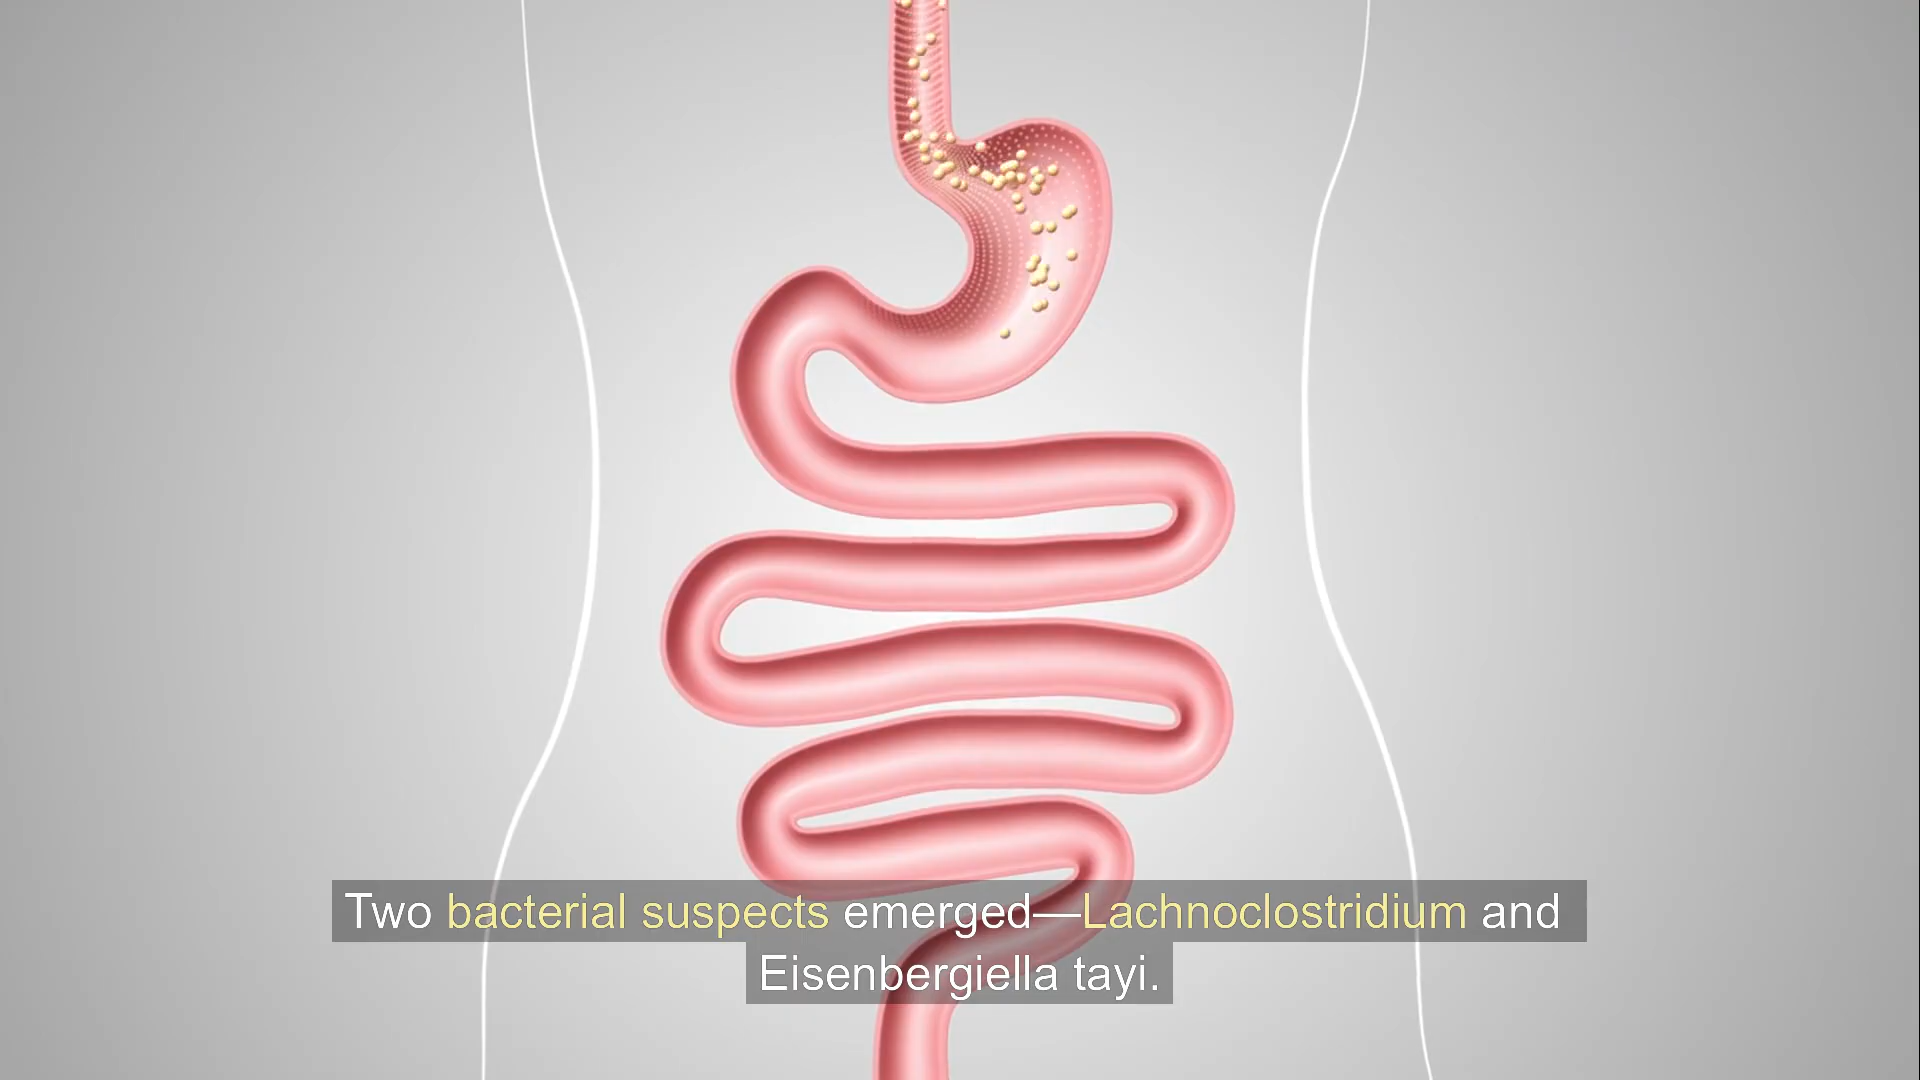 Two bacterial suspects emerged—Lachnoclostridium and
Eisenbergiella tayi.